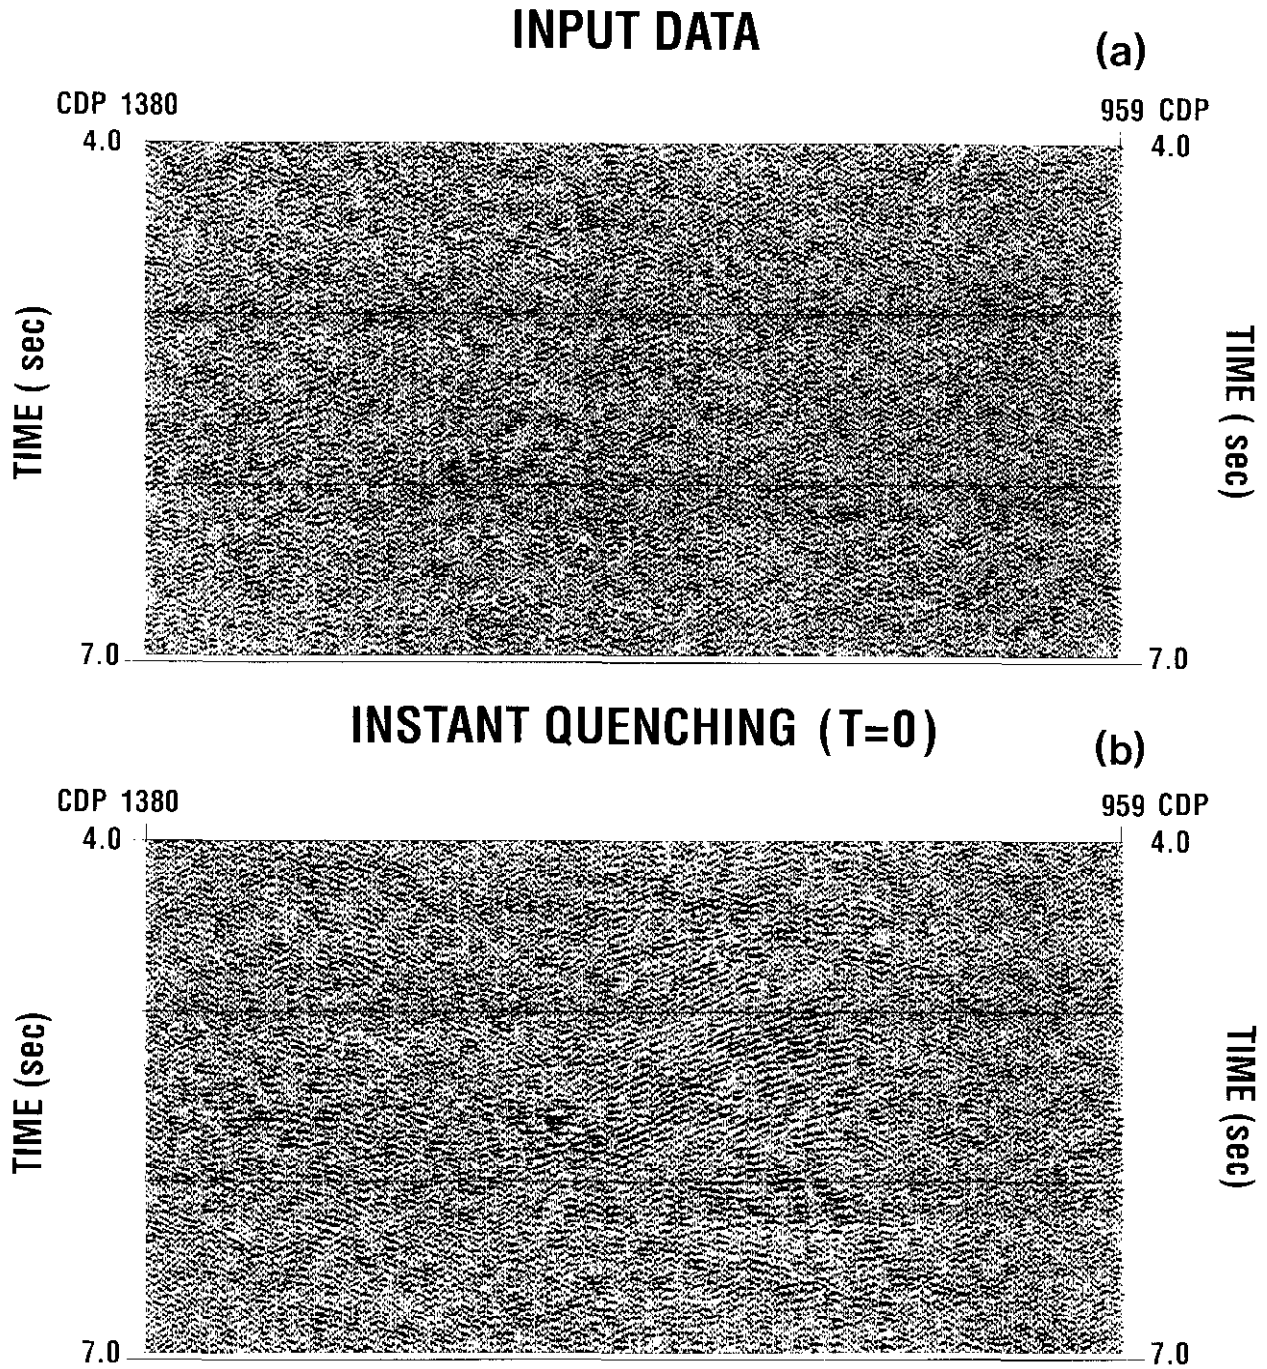 INPUT DATA
(a)
CDP 1380
959 CDP
4.0
4.0
TIME ( sec)
TIME ( sec)
7.0
7.0
INSTANT QUENCHING (T=0)
(b)
CDP 1380
959 CDP
4.0
4.0
TIME (sec)
TIME (sec)
7.0
7.0